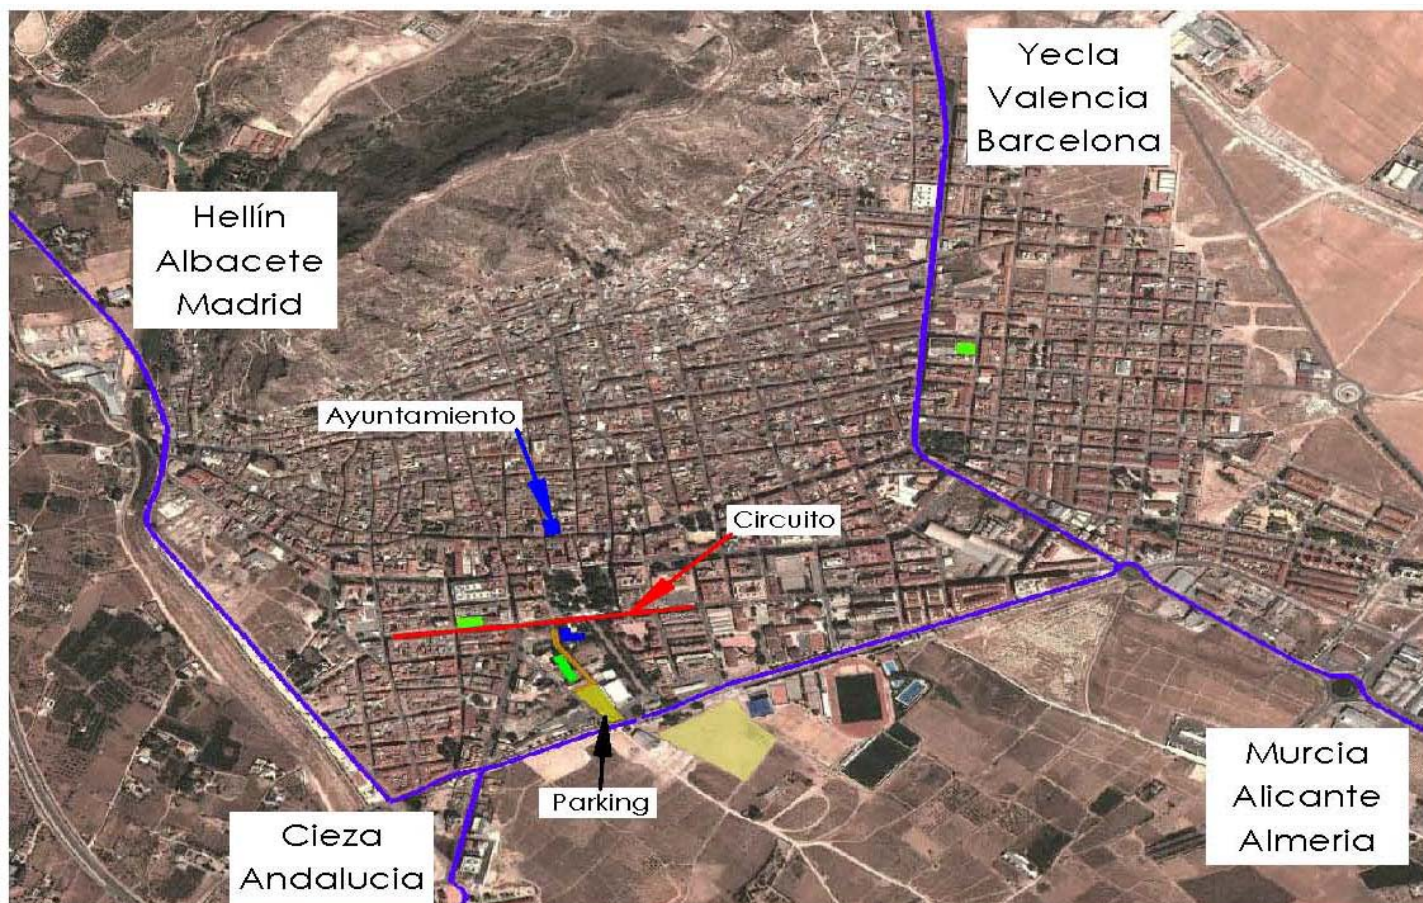 Yecla
Valencia
Barcelona
Hellín
Albacete
Madrid
Ayuntamiento
Circuito
Parking
Cieza
Andalucia
Murcia
Alicante
Almeria